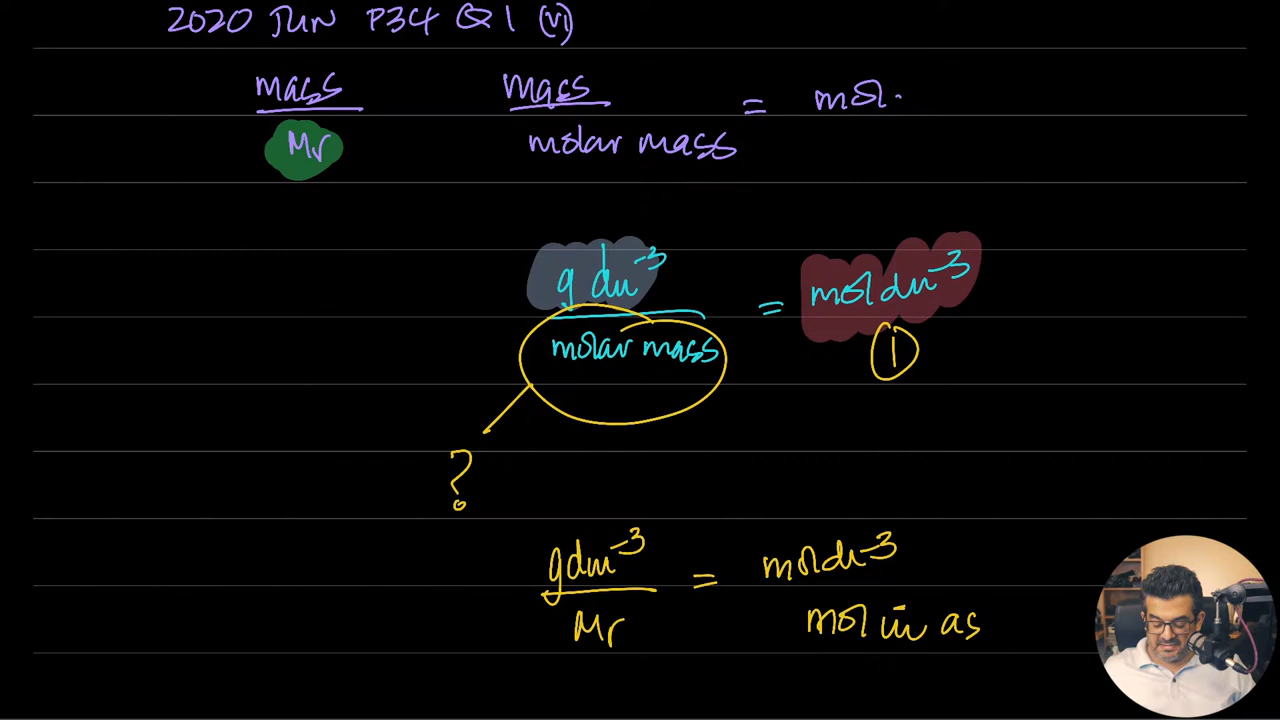 2020 JUN P34 Q1 (vi)
mass mass = mol.
Mr molar mass
g dm⁻³ = mol dm⁻³
molar mass ①
?
g dm⁻³ = mol dm⁻³
Mr mol in as